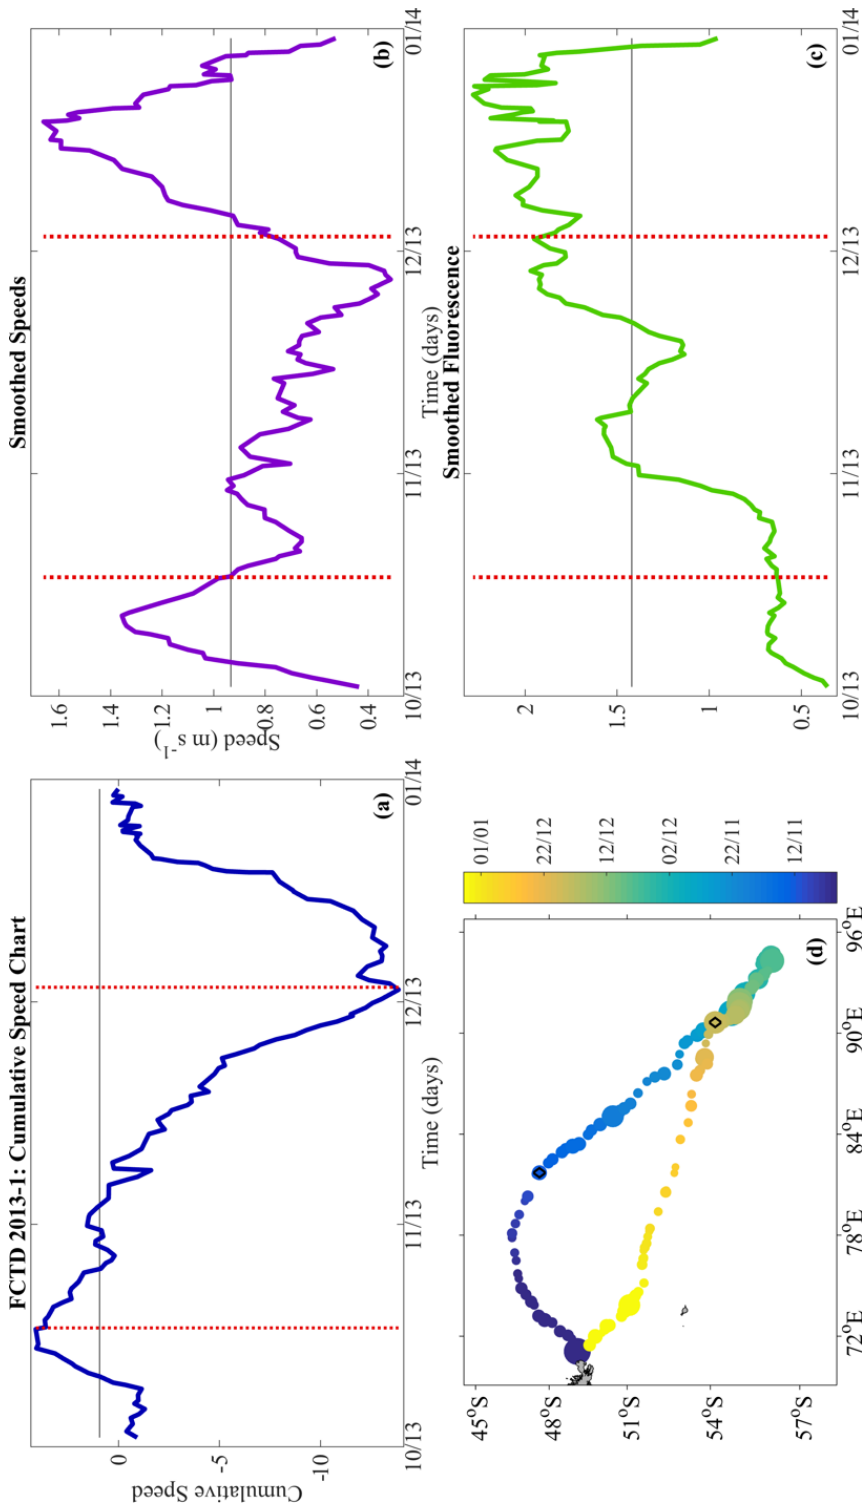 FCTD 2013-1: Cumulative Speed Chart
Cumulative Speed
0
-5
-10
10/13
11/13
12/13
01/14
Time (days)
(a)
Smoothed Speeds
Speed (m s⁻¹)
1.6
1.4
1.2
1
0.8
0.6
0.4
10/13
11/13
12/13
01/14
Time (days)
(b)
45°S
48°S
51°S
54°S
57°S
72°E
78°E
84°E
90°E
96°E
(d)
01/01
22/12
12/12
02/12
22/11
12/11
Smoothed Fluorescence
2
1.5
1
0.5
10/13
11/13
12/13
01/14
(c)